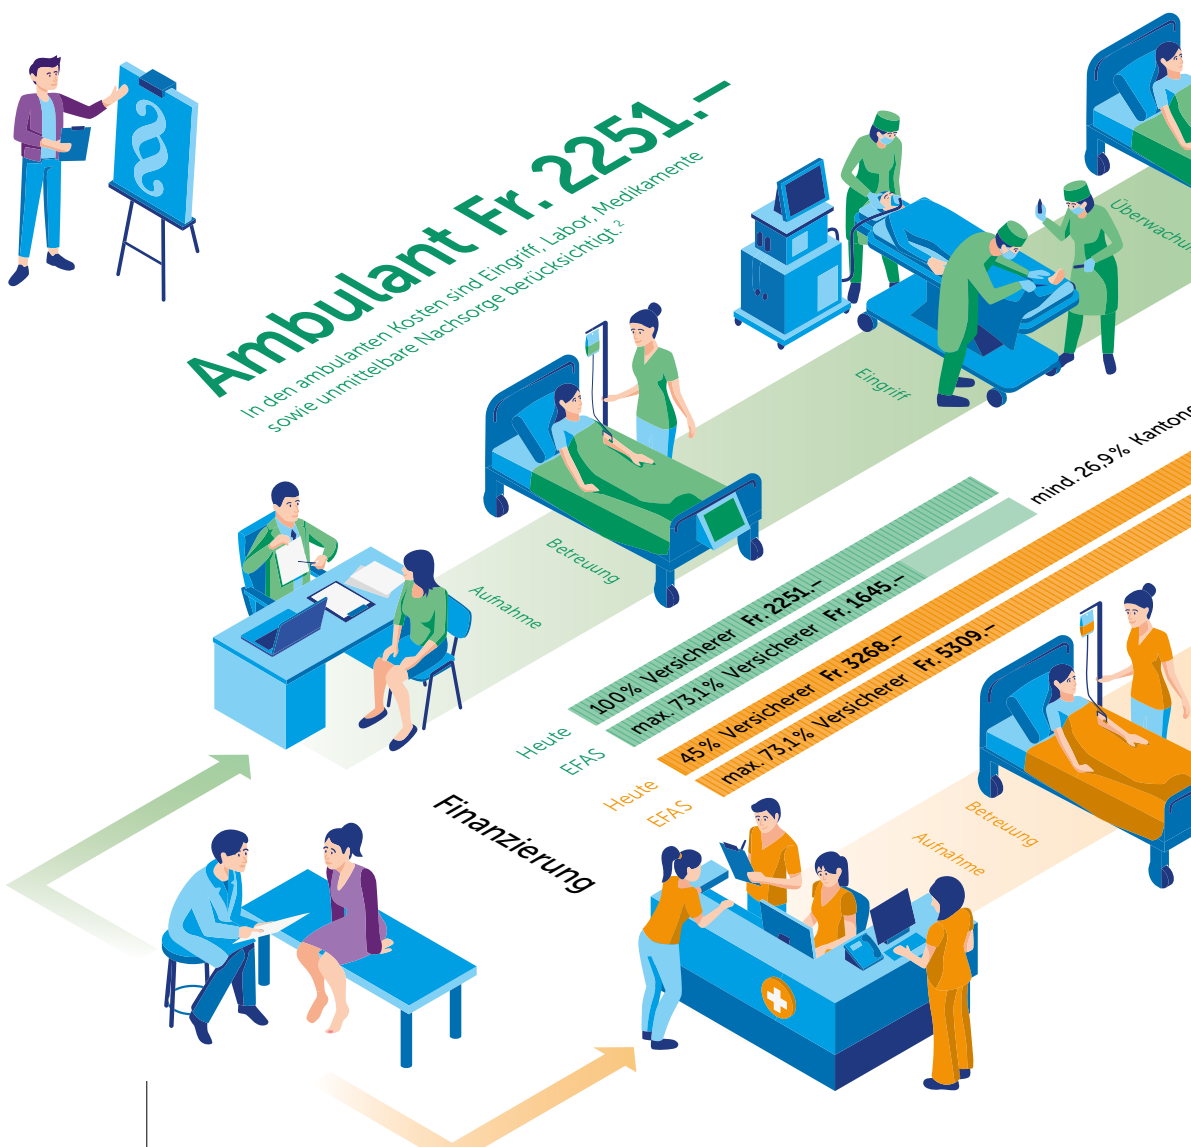 Ambulant Fr. 2251.–
In den ambulanten Kosten sind Eingriff, Labor, Medikamente
sowie unmittelbare Nachsorge berücksichtigt.²
Überwachu
Eingriff
Betreuung
Aufnahme
mind. 26,9% Kantone
Heute
100% Versicherer Fr. 2251.–
EFAS
max. 73,1% Versicherer Fr. 1645.–
Heute
45% Versicherer Fr. 3268.–
EFAS
max. 73,1% Versicherer Fr. 5309.–
Finanzierung
Betreuung
Aufnahme